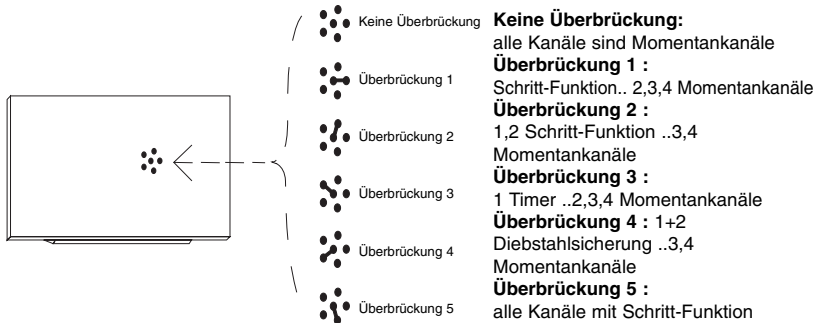 Keine Überbrückung
Überbrückung 1
Überbrückung 2
Überbrückung 3
Überbrückung 4
Überbrückung 5
Keine Überbrückung:
alle Kanäle sind Momentankanäle
Überbrückung 1 :
Schritt-Funktion.. 2,3,4 Momentankanäle
Überbrückung 2 :
1,2 Schritt-Funktion ..3,4
Momentankanäle
Überbrückung 3 :
1 Timer ..2,3,4 Momentankanäle
Überbrückung 4 : 1+2
Diebstahlsicherung ..3,4
Momentankanäle
Überbrückung 5 :
alle Kanäle mit Schritt-Funktion